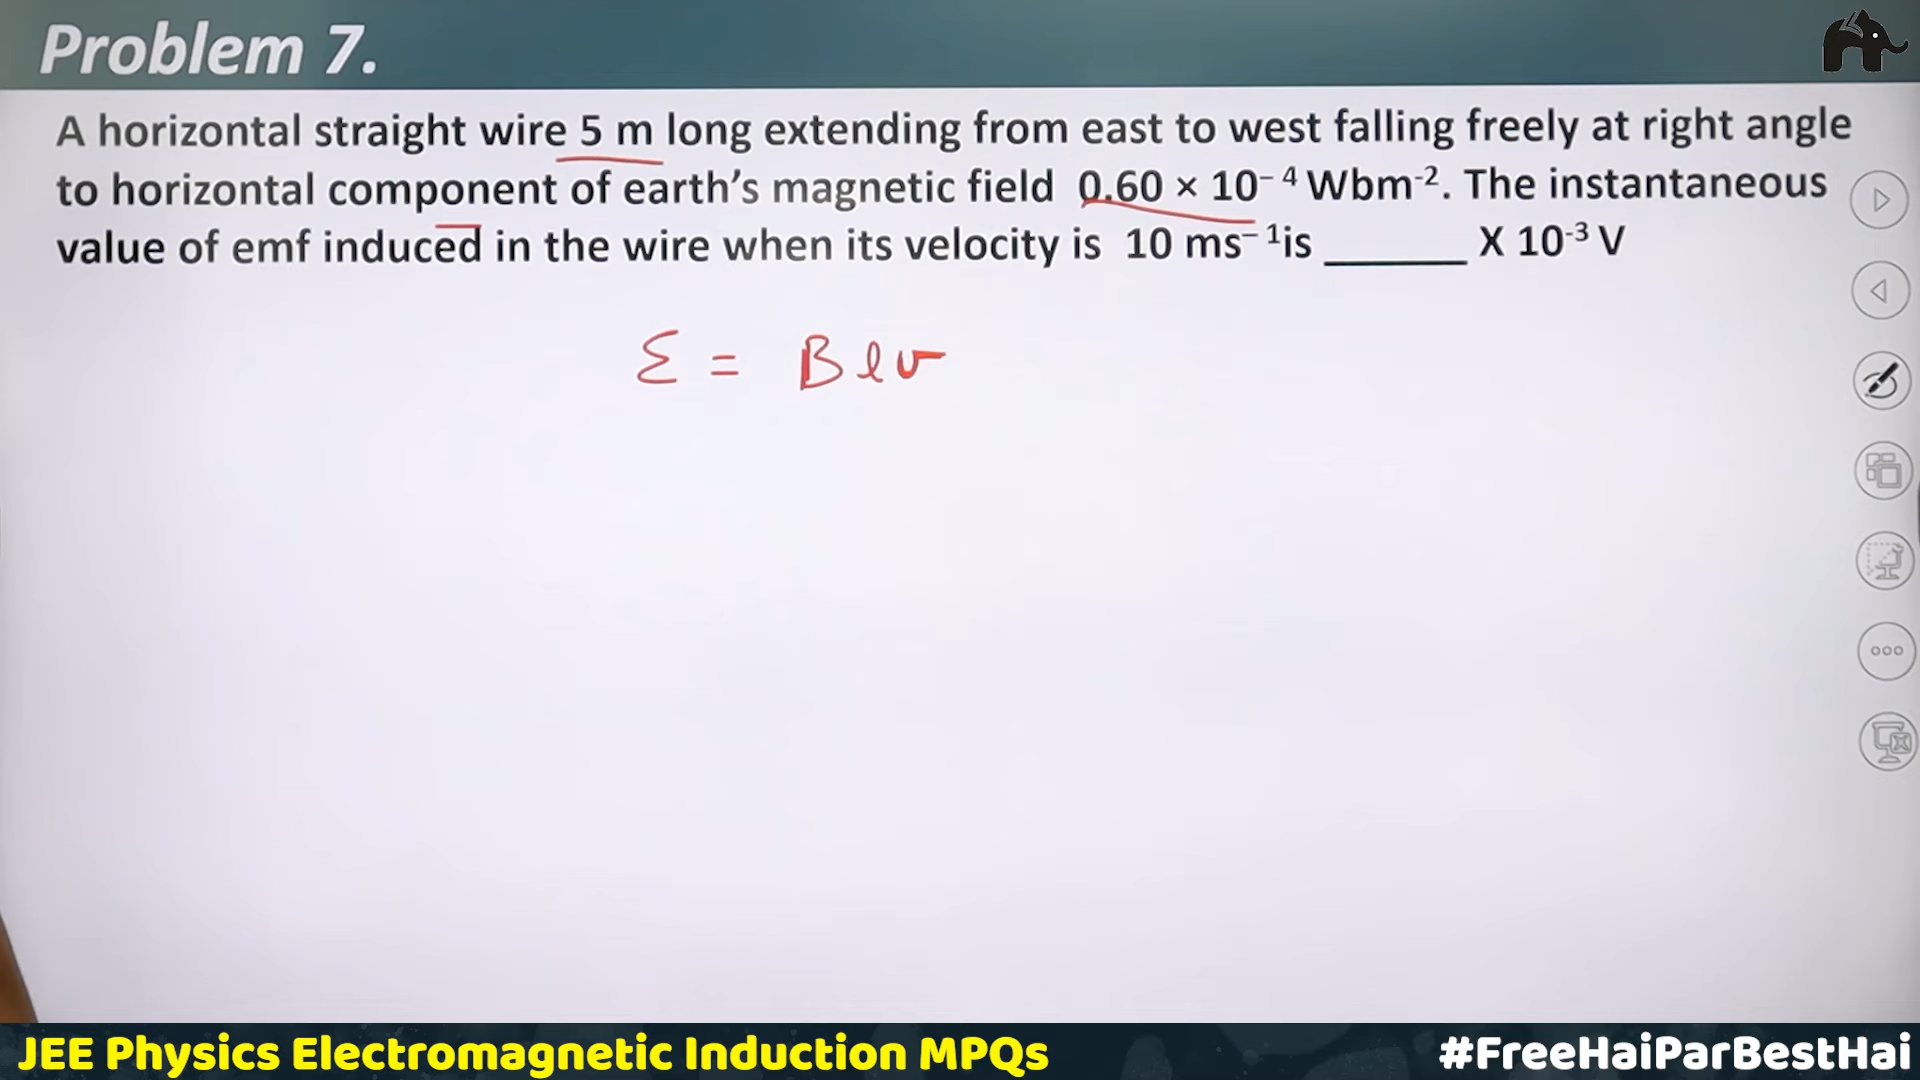 Problem 7.
A horizontal straight wire 5 m long extending from east to west falling freely at right angle
to horizontal component of earth’s magnetic field 0.60 × 10⁻⁴ Wbm⁻². The instantaneous
value of emf induced in the wire when its velocity is 10 ms⁻¹is ______ X 10⁻³ V
Ɛ = Blv
JEE Physics Electromagnetic Induction MPQs
#FreeHaiParBestHai